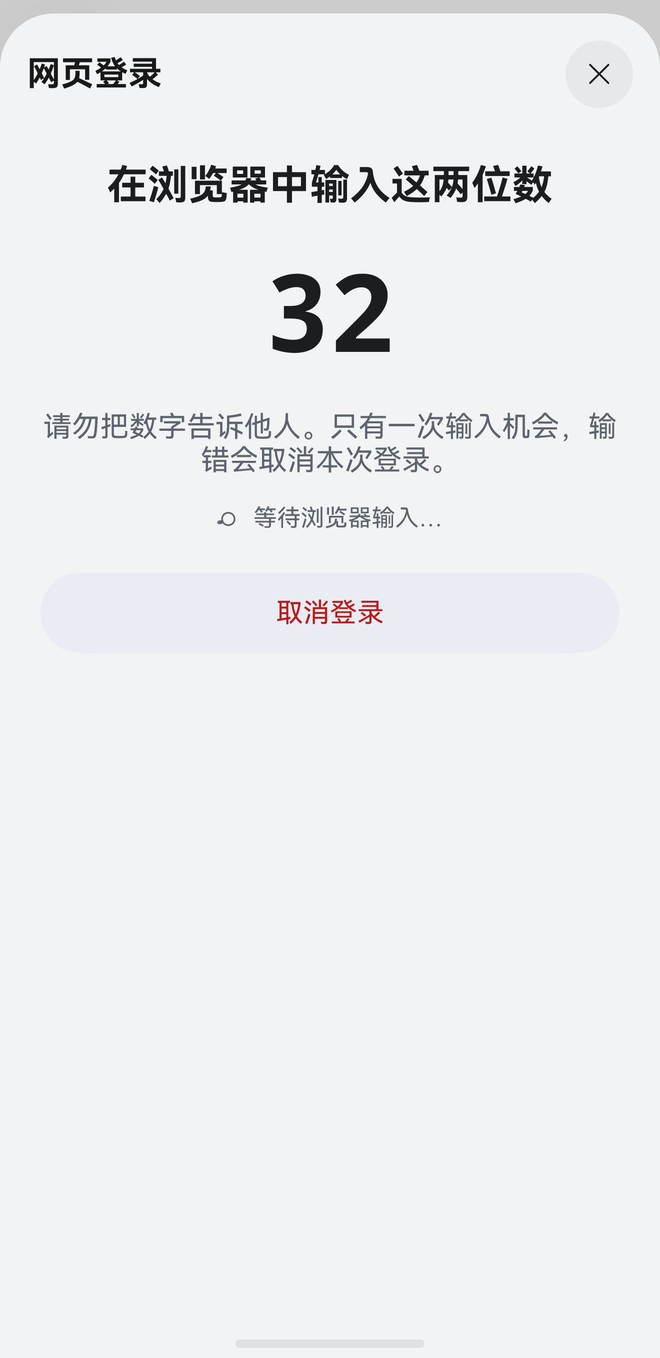 网页登录
在浏览器中输入这两位数
32
请勿把数字告诉他人。只有一次输入机会，输
错会取消本次登录。
等待浏览器输入...
取消登录